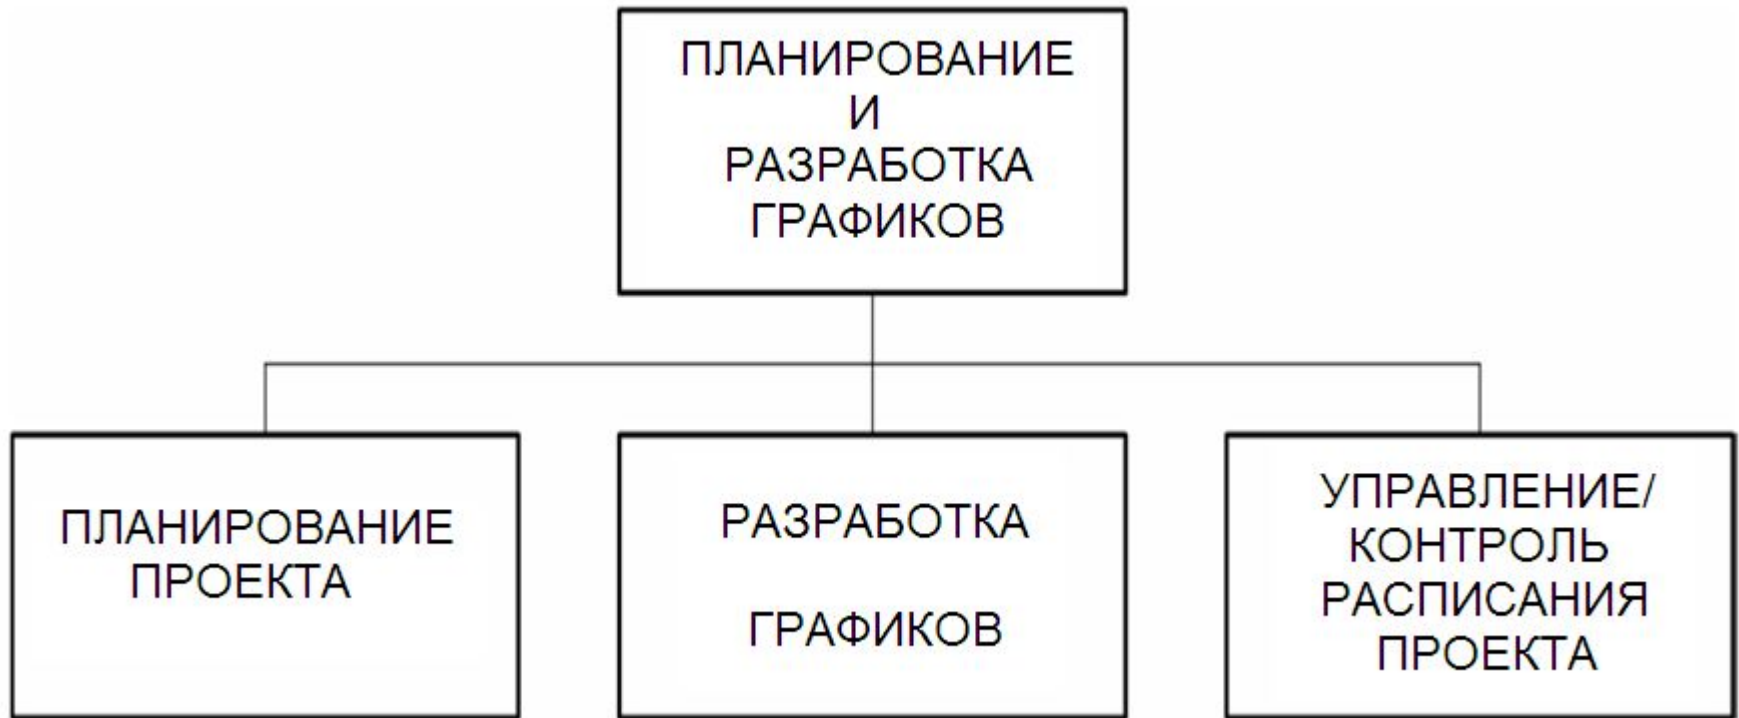 ПЛАНИРОВАНИЕ
И
РАЗРАБОТКА
ГРАФИКОВ
ПЛАНИРОВАНИЕ
ПРОЕКТА
РАЗРАБОТКА
ГРАФИКОВ
УПРАВЛЕНИЕ/
КОНТРОЛЬ
РАСПИСАНИЯ
ПРОЕКТА